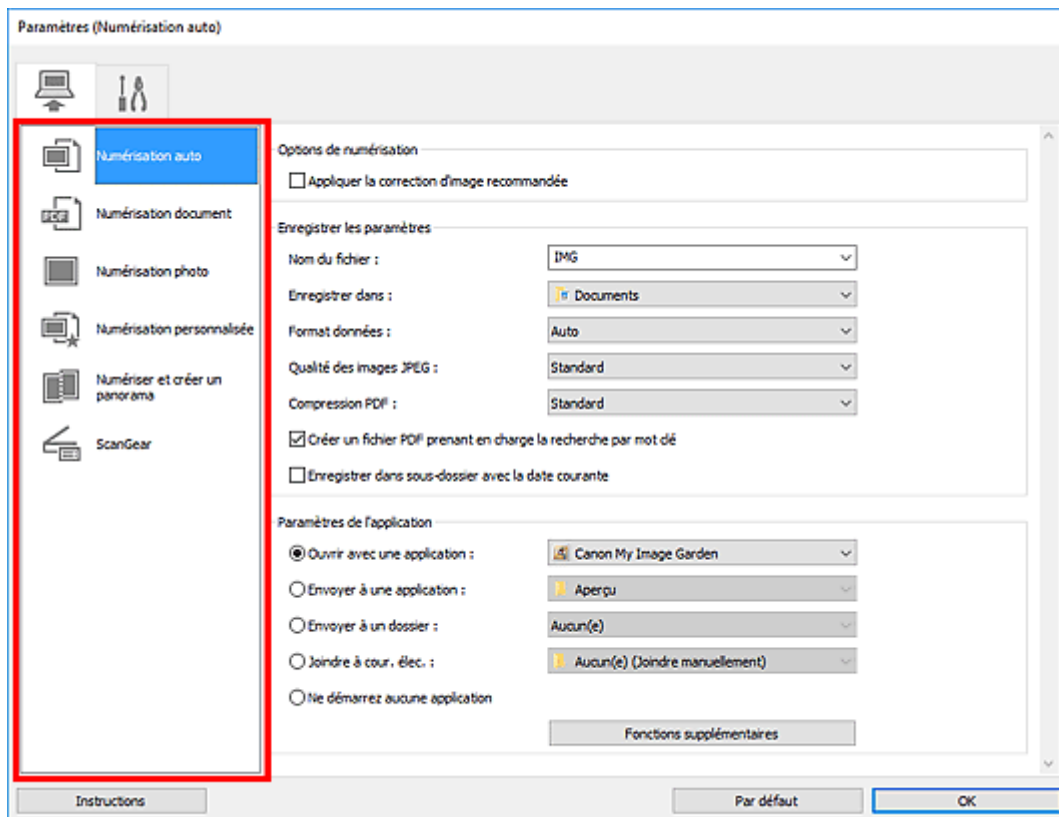 Paramètres (Numérisation auto)
Numérisation auto
Numérisation document
Numérisation photo
Numérisation personnalisée
Numériser et créer un
panorama
ScanGear
Options de numérisation
Appliquer la correction d'image recommandée
Enregistrer les paramètres
Nom du fichier : IMG
Enregistrer dans : Documents
Format données : Auto
Qualité des images JPEG : Standard
Compression PDF : Standard
Créer un fichier PDF prenant en charge la recherche par mot clé
Enregistrer dans sous-dossier avec la date courante
Paramètres de l'application
Ouvrir avec une application : Canon My Image Garden
Envoyer à une application : Aperçu
Envoyer à un dossier : Aucun(e)
Joindre à cour. élec. : Aucun(e) (Joindre manuellement)
Ne démarrez aucune application
Fonctions supplémentaires
Instructions
Par défaut
OK